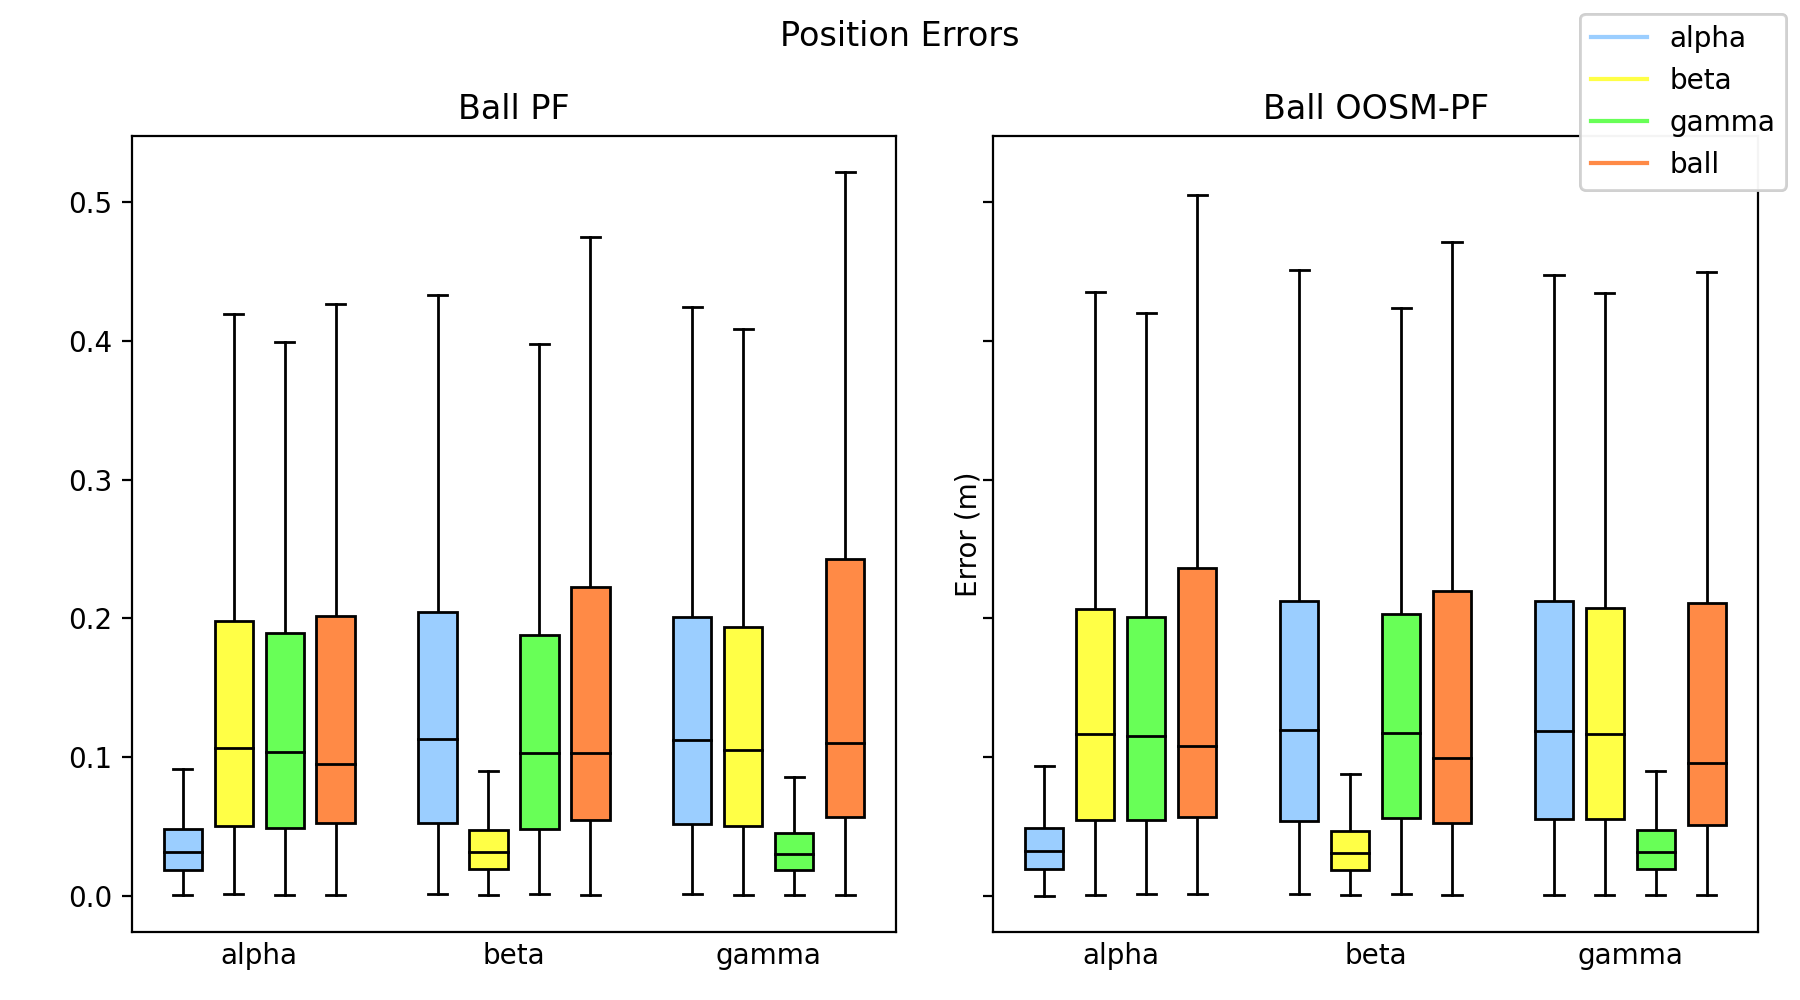 Position Errors
alpha
beta
gamma
ball
Ball PF
Ball OOSM-PF
0.5
0.4
0.3
0.2
0.1
0.0
Error (m)
alpha beta gamma
alpha beta gamma